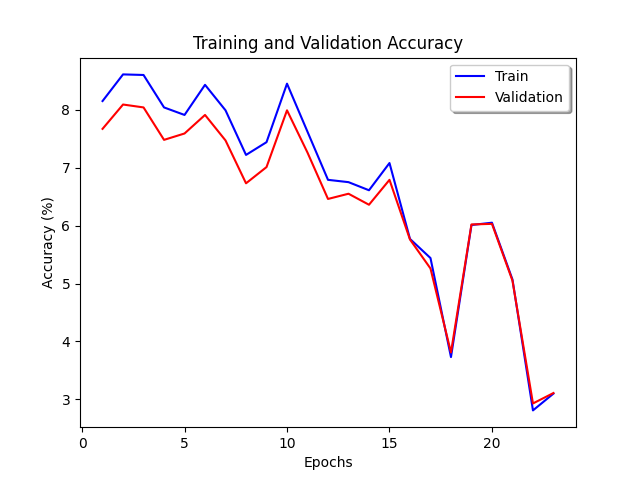 Training and Validation Accuracy
Train
Validation
8
7
6
5
4
3
Accuracy (%)
0
5
10
15
20
Epochs